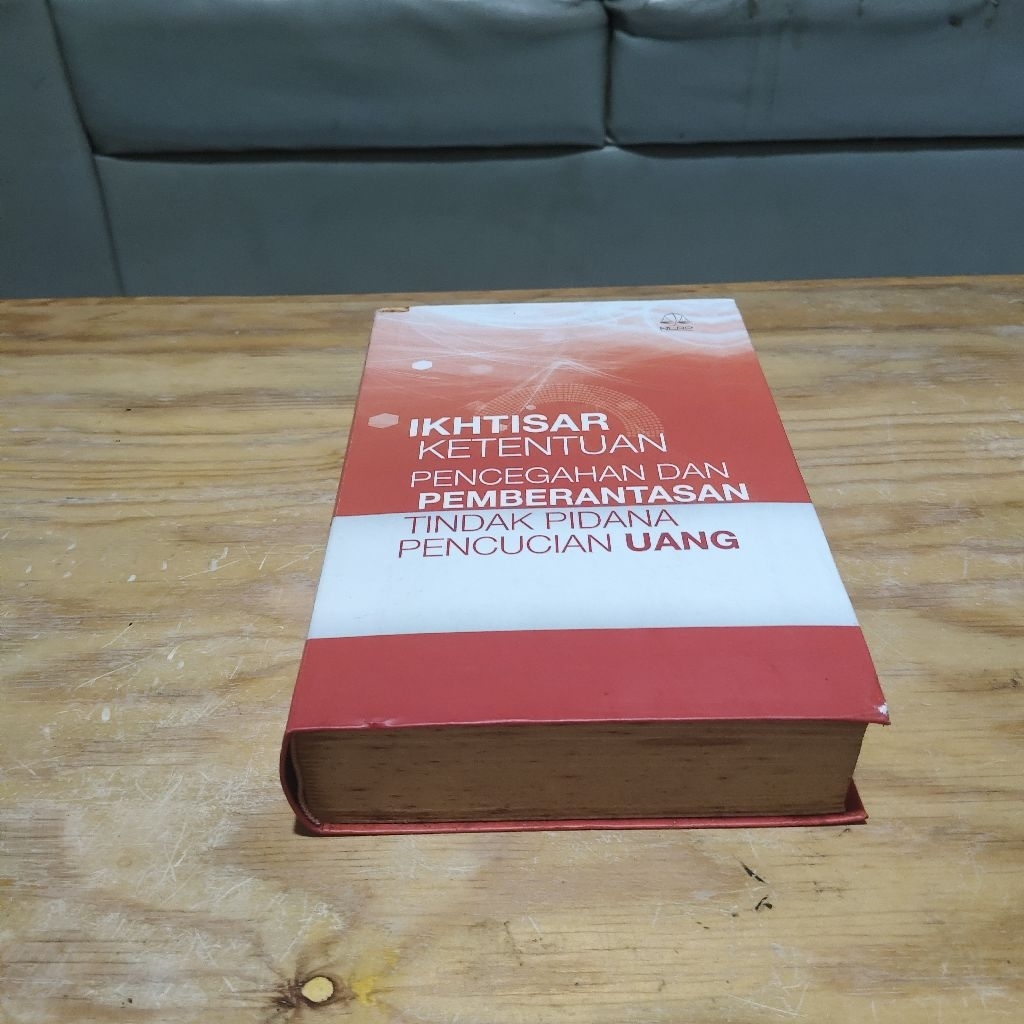 IKHTISAR
KETENTUAN
PENCEGAHAN DAN
PEMBERANTASAN
TINDAK PIDANA
PENCUCIAN UANG